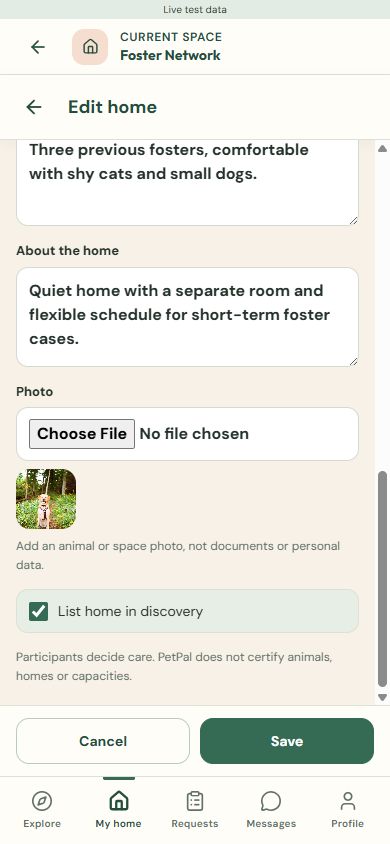 Live test data
CURRENT SPACE
Foster Network
Edit home
Three previous fosters, comfortable
with shy cats and small dogs.
About the home
Quiet home with a separate room and
flexible schedule for short-term foster
cases.
Photo
Choose File No file chosen
Add an animal or space photo, not documents or personal
data.
List home in discovery
Participants decide care. PetPal does not certify animals,
homes or capacities.
Cancel Save
Explore My home Requests Messages Profile